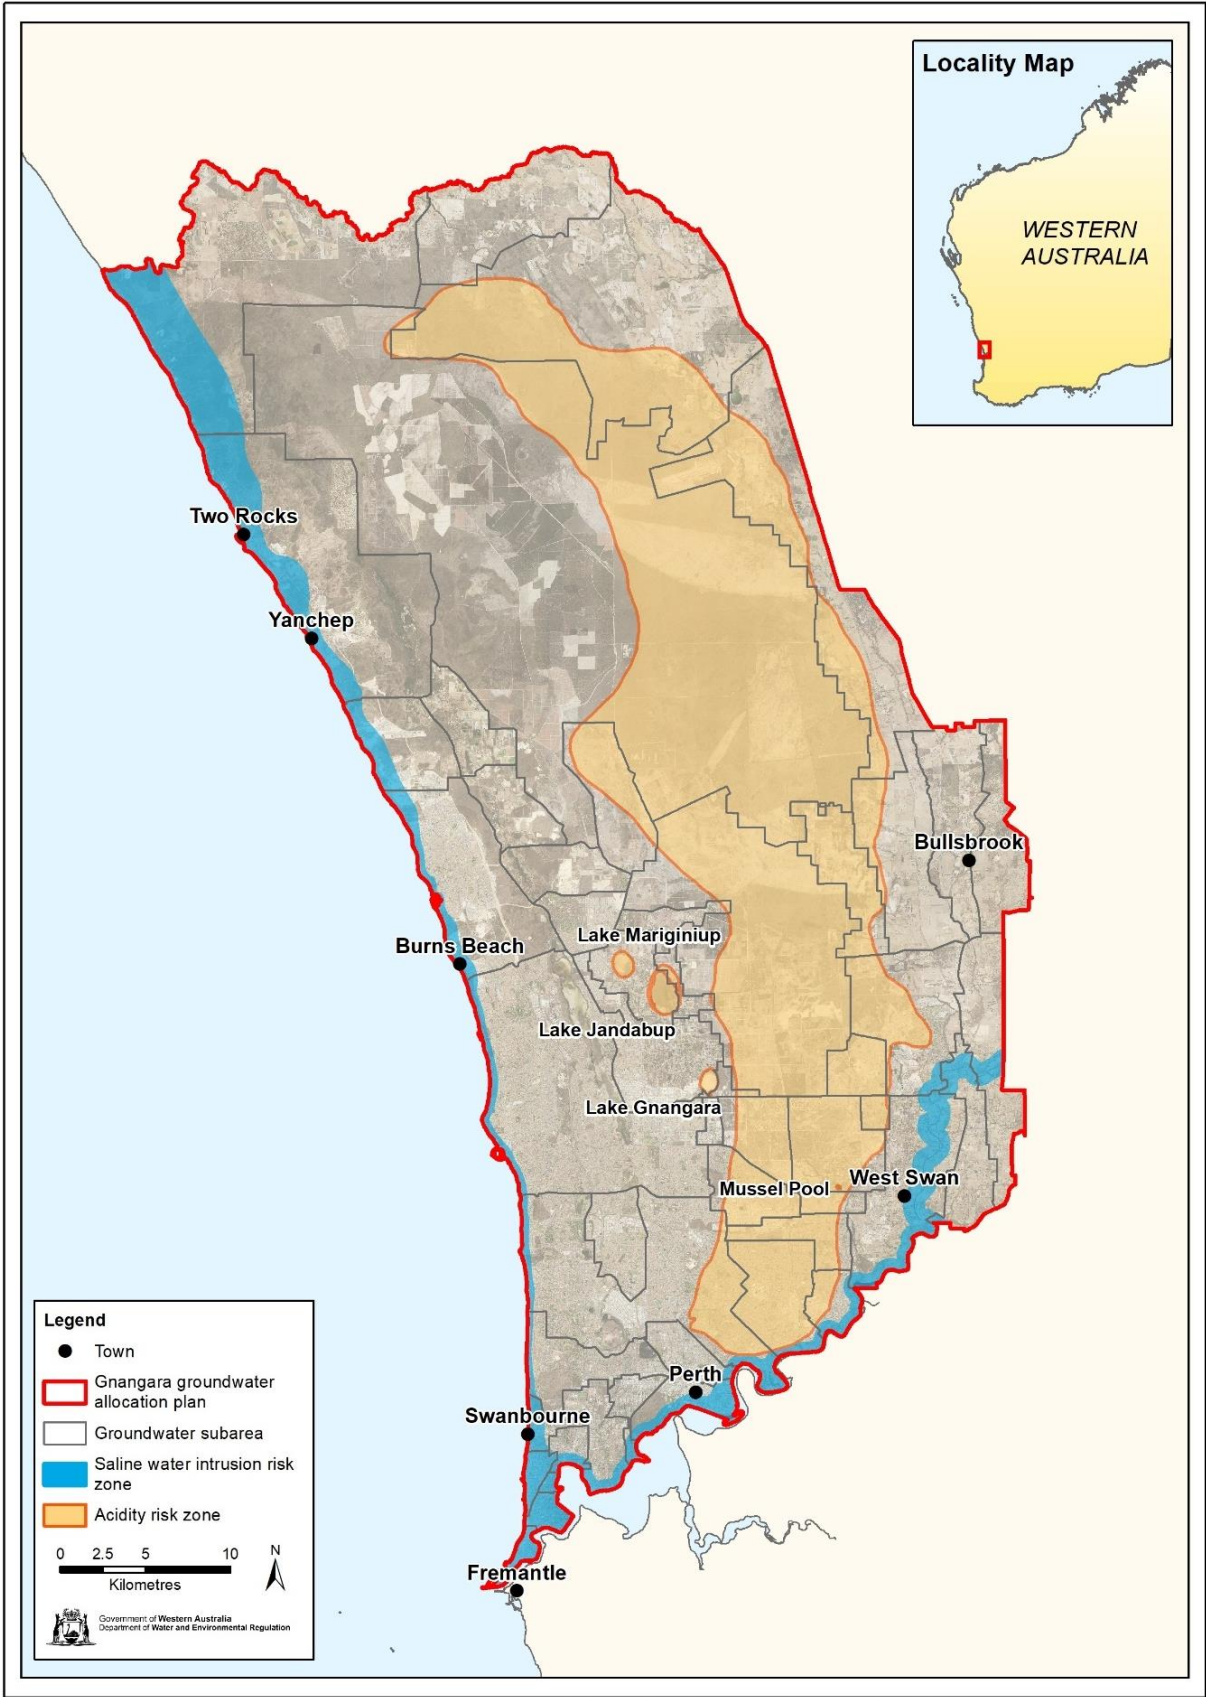 Locality Map
WESTERN
AUSTRALIA
Two Rocks
Yanchep
Bullsbrook
Lake Mariginiup
Burns Beach
Lake Jandabup
Lake Gnangara
Mussel Pool
West Swan
Perth
Swanbourne
Fremantle
Legend
Town
Gnangara groundwater
allocation plan
Groundwater subarea
Saline water intrusion risk
zone
Acidity risk zone
0 2.5 5 10
Kilometres
N
Government of Western Australia
Department of Water and Environmental Regulation